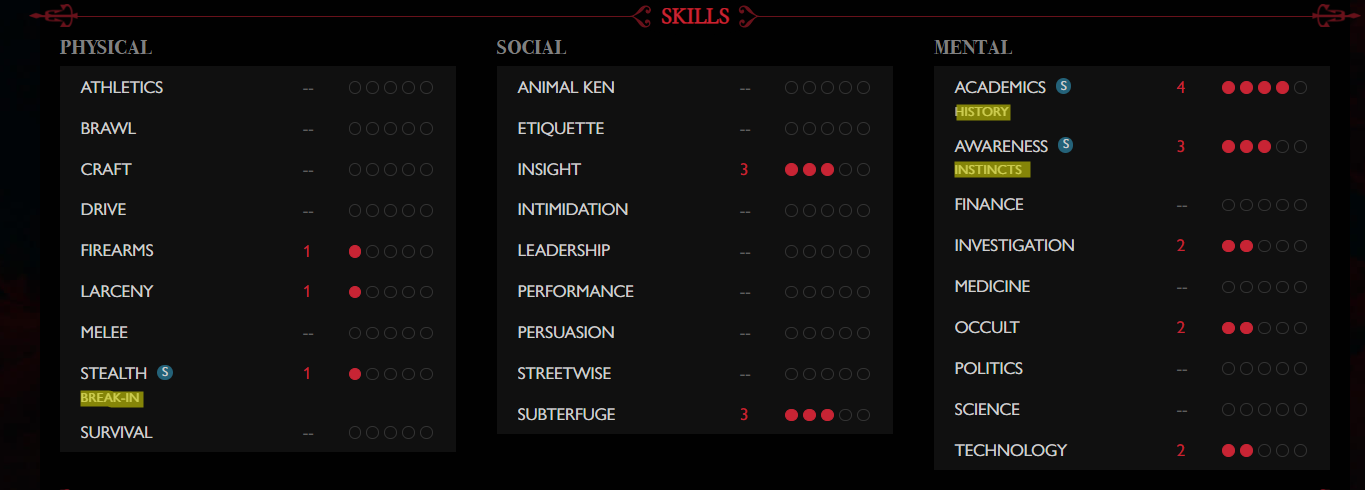 SKILLS
PHYSICAL
ATHLETICS --
BRAWL --
CRAFT --
DRIVE --
FIREARMS 1
LARCENY 1
MELEE --
STEALTH S 1
BREAK-IN
SURVIVAL --
SOCIAL
ANIMAL KEN --
ETIQUETTE --
INSIGHT 3
INTIMIDATION --
LEADERSHIP --
PERFORMANCE --
PERSUASION --
STREETWISE --
SUBTERFUGE 3
MENTAL
ACADEMICS S 4
HISTORY
AWARENESS S 3
INSTINCTS
FINANCE --
INVESTIGATION 2
MEDICINE --
OCCULT 2
POLITICS --
SCIENCE --
TECHNOLOGY 2